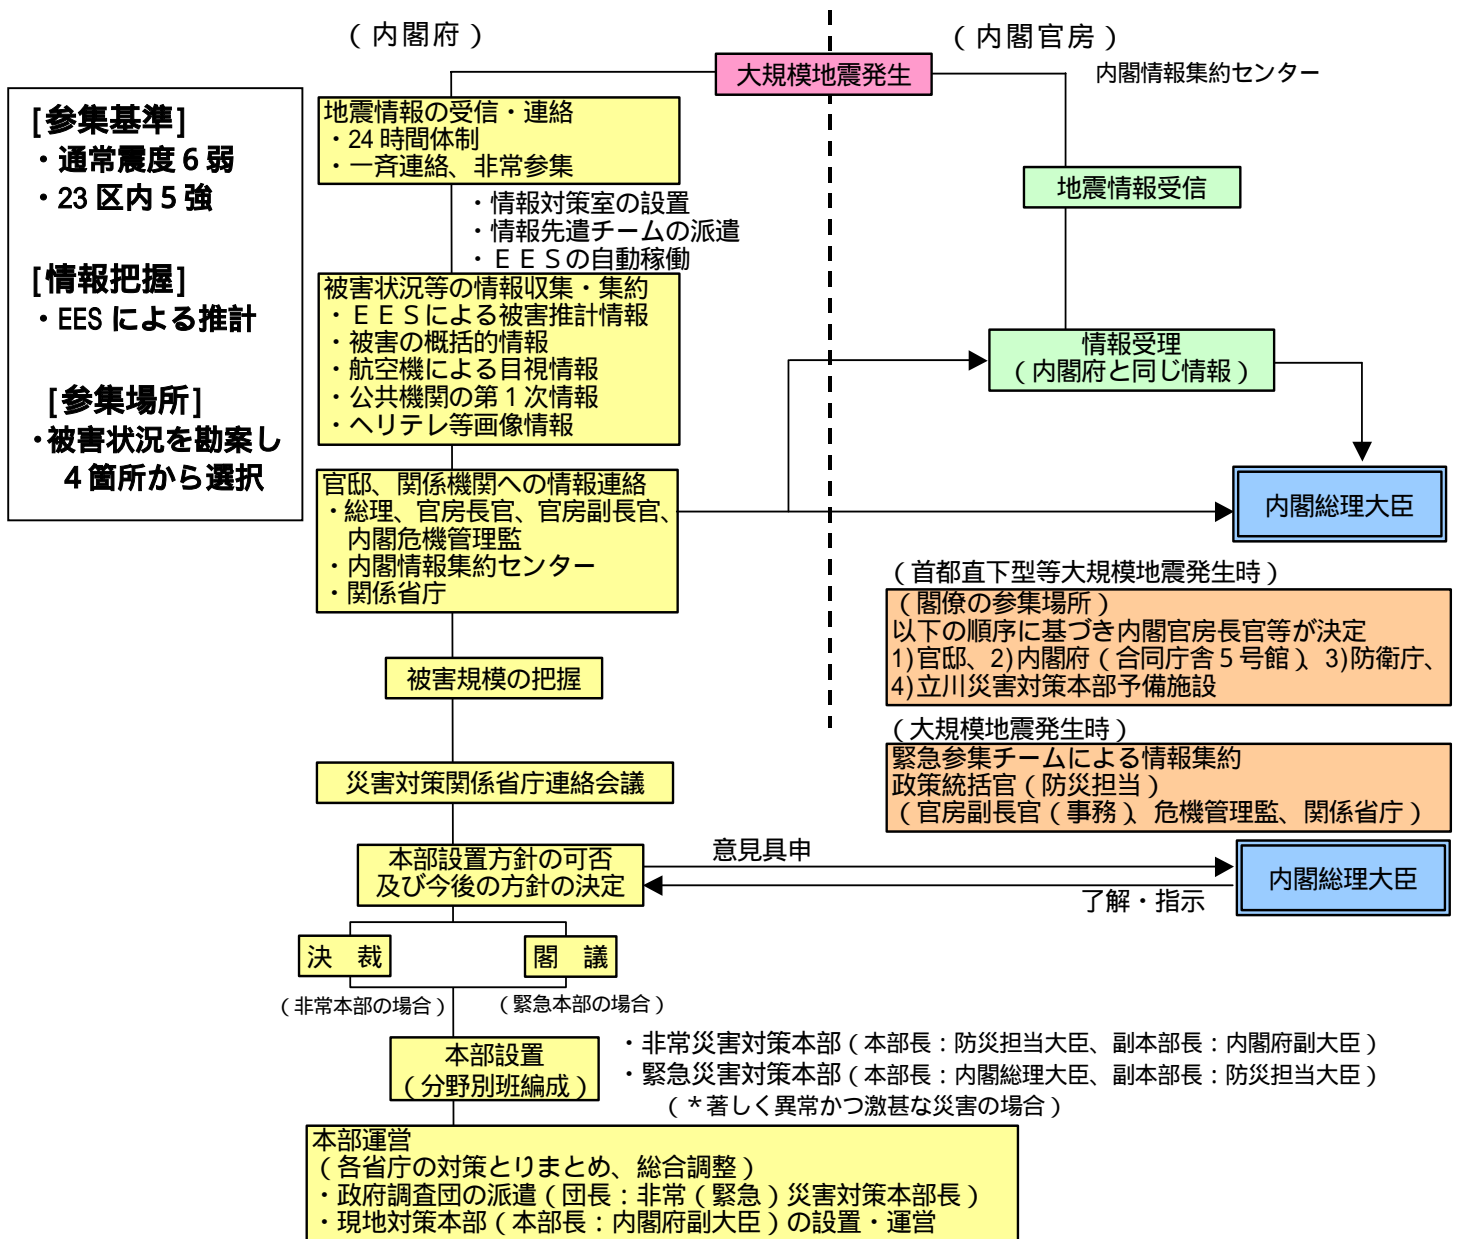 （内閣府）
（内閣官房）
大規模地震発生
内閣情報集約センター
[参集基準]
・通常震度６弱
・23区内５強
[情報把握]
・EESによる推計
[参集場所]
・被害状況を勘案し
４箇所から選択
地震情報の受信・連絡
・24時間体制
・一斉連絡、非常参集
・情報対策室の設置
・情報先遣チームの派遣
・ＥＥＳの自動稼働
地震情報受信
被害状況等の情報収集・集約
・ＥＥＳによる被害推計情報
・被害の概括的情報
・航空機による目視情報
・公共機関の第１次情報
・ヘリテレ等画像情報
情報受理
（内閣府と同じ情報）
官邸、関係機関への情報連絡
・総理、官房長官、官房副長官、
内閣危機管理監
・内閣情報集約センター
・関係省庁
内閣総理大臣
（首都直下型等大規模地震発生時）
（閣僚の参集場所）
以下の順序に基づき内閣官房長官等が決定
1)官邸、2)内閣府（合同庁舎５号館）、3)防衛庁、
4)立川災害対策本部予備施設
被害規模の把握
（大規模地震発生時）
緊急参集チームによる情報集約
政策統括官（防災担当）
（官房副長官（事務）、危機管理監、関係省庁）
災害対策関係省庁連絡会議
本部設置方針の可否
及び今後の方針の決定
意見具申
了解・指示
内閣総理大臣
決　裁
閣　議
（非常本部の場合）
（緊急本部の場合）
本部設置
（分野別班編成）
・非常災害対策本部（本部長：防災担当大臣、副本部長：内閣府副大臣）
・緊急災害対策本部（本部長：内閣総理大臣、副本部長：防災担当大臣）
（＊著しく異常かつ激甚な災害の場合）
本部運営
（各省庁の対策とりまとめ、総合調整）
・政府調査団の派遣（団長：非常（緊急）災害対策本部長）
・現地対策本部（本部長：内閣府副大臣）の設置・運営